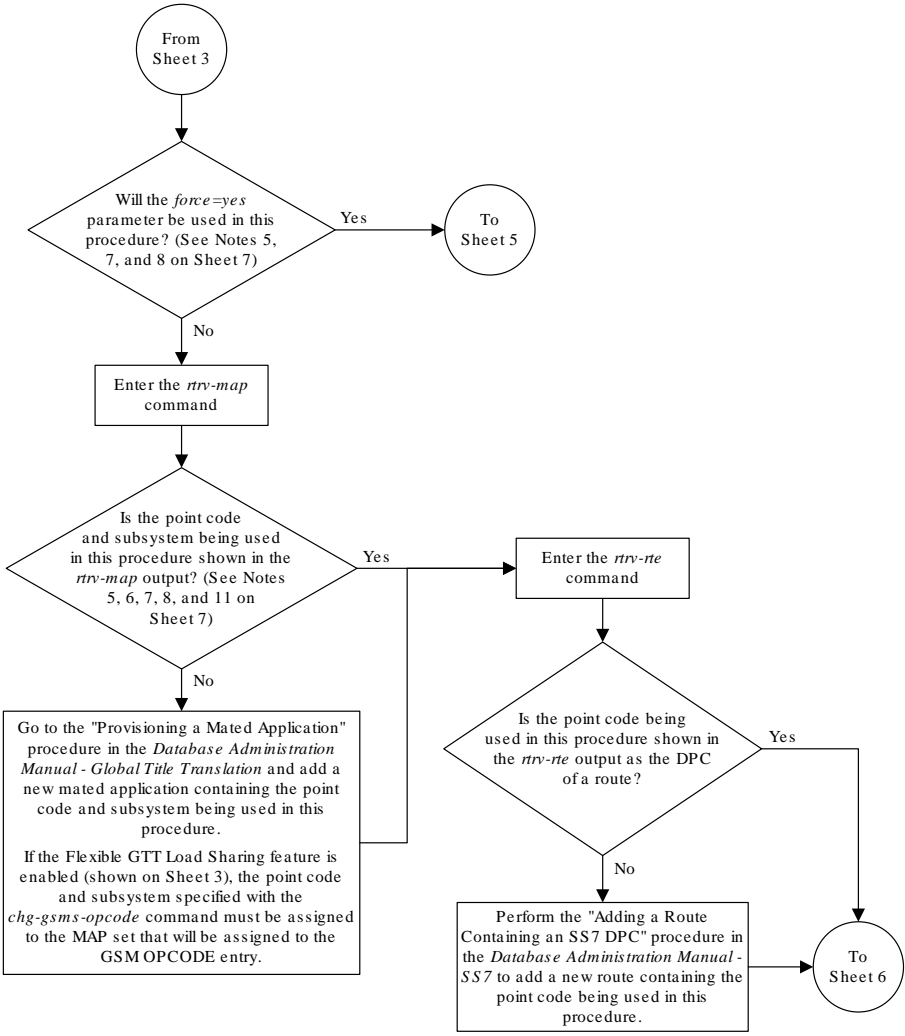 From
Sheet 3
Will the force=yes
parameter be used in this
procedure? (See Notes 5,
7, and 8 on Sheet 7)
Yes
To
Sheet 5
No
Enter the rtrv-map
command
Is the point code
and subsystem being used
in this procedure shown in the
rtrv-map output? (See Notes
5, 6, 7, 8, and 11 on
Sheet 7)
Yes
No
Go to the "Provisioning a Mated Application"
procedure in the Database Administration
Manual - Global Title Translation and add a
new mated application containing the point
code and subsystem being used in this
procedure.
If the Flexible GTT Load Sharing feature is
enabled (shown on Sheet 3), the point code
and subsystem specified with the
chg-gsms-opcode command must be assigned
to the MAP set that will be assigned to the
GSM OPCODE entry.
Enter the rtrv-rte
command
Is the point code being
used in this procedure shown in
the rtrv-rte output as the DPC
of a route?
Yes
No
Perform the "Adding a Route
Containing an SS7 DPC" procedure in
the Database Administration Manual -
SS7 to add a new route containing the
point code being used in this
procedure.
To
Sheet 6